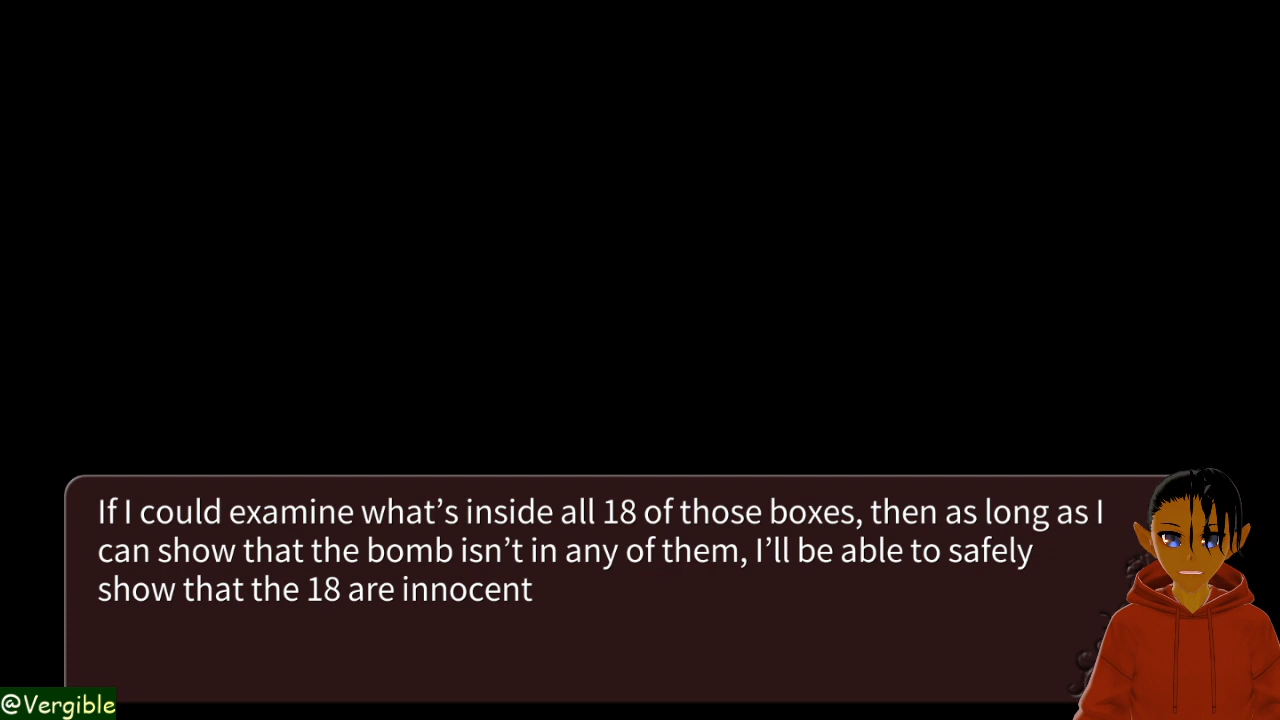 If I could examine what’s inside all 18 of those boxes, then as long as I
can show that the bomb isn’t in any of them, I’ll be able to safely
show that the 18 are innocent
@Vergible